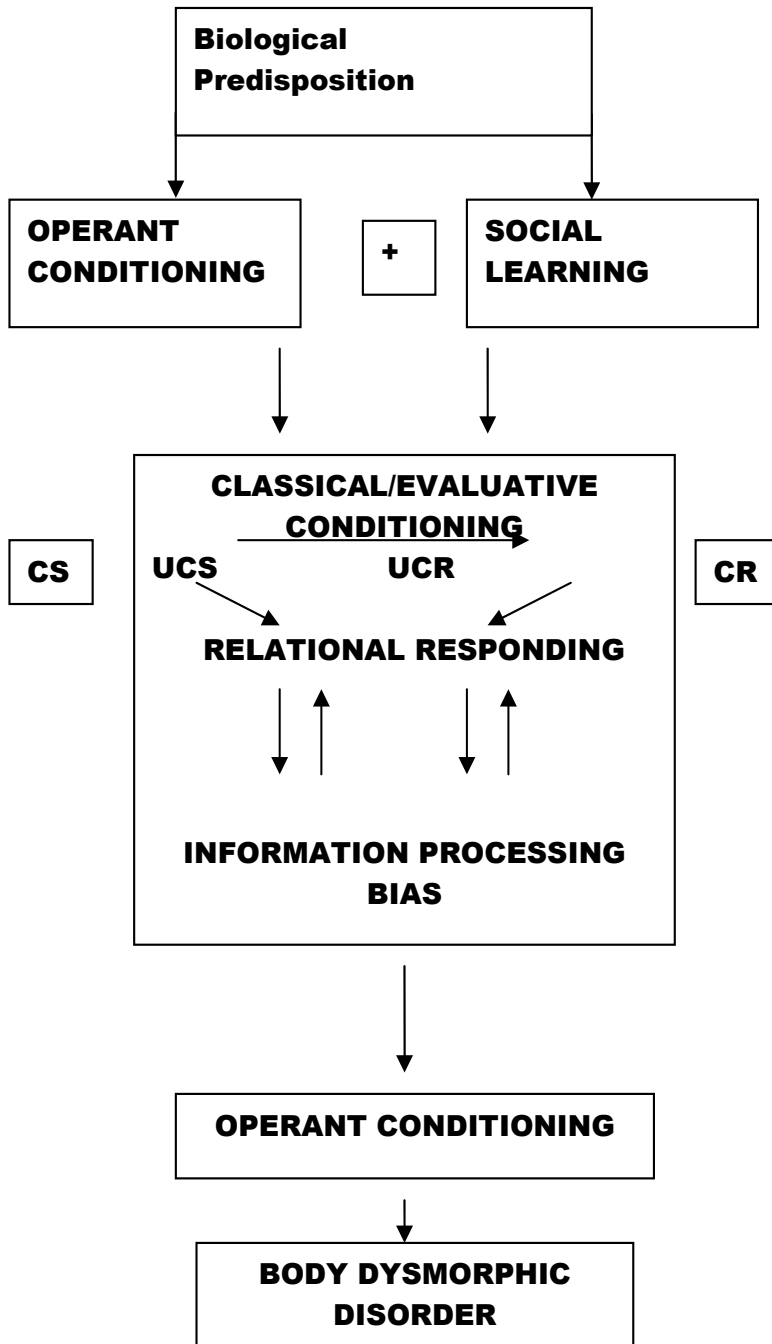 Biological
Predisposition
OPERANT
CONDITIONING
+
SOCIAL
LEARNING
CLASSICAL/EVALUATIVE
CONDITIONING
CS
UCS
UCR
CR
RELATIONAL RESPONDING
INFORMATION PROCESSING
BIAS
OPERANT CONDITIONING
BODY DYSMORPHIC
DISORDER